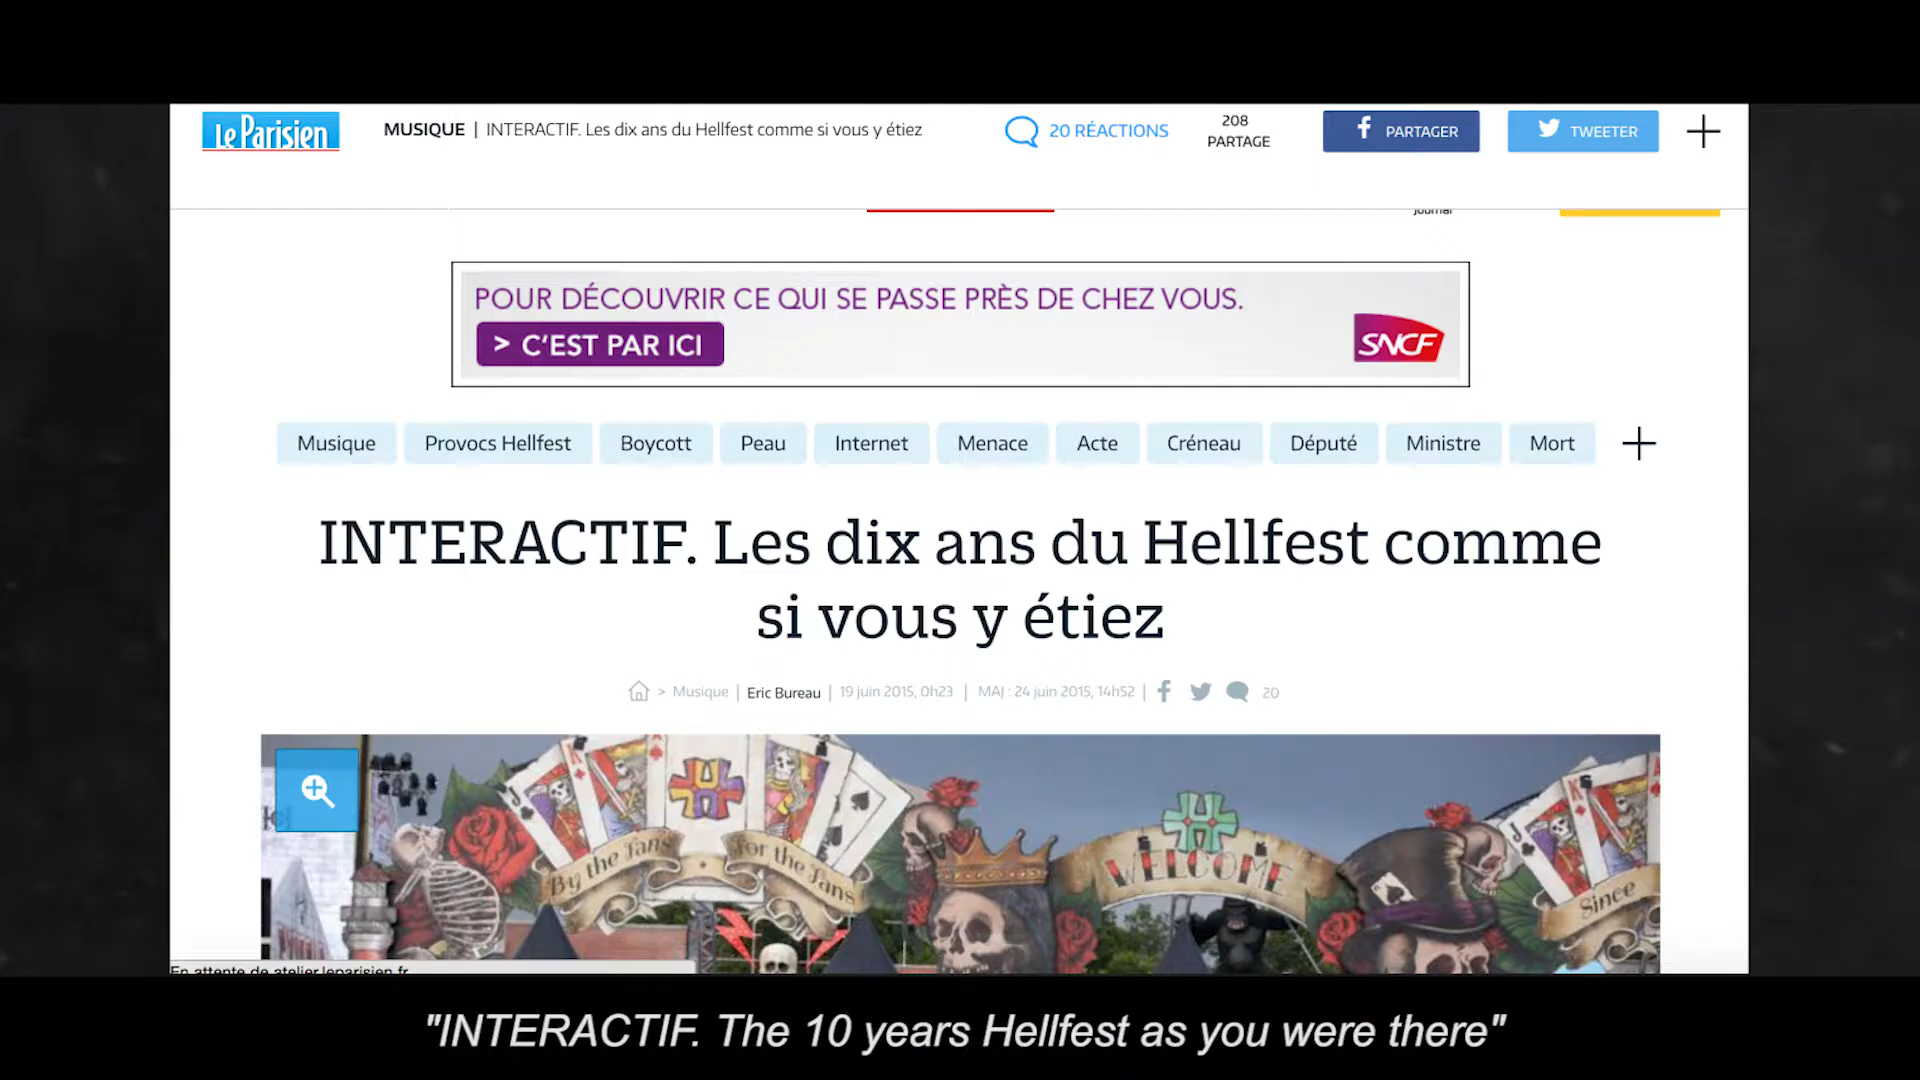 Le Parisien
MUSIQUE | INTERACTIF. Les dix ans du Hellfest comme si vous y étiez
20 RÉACTIONS
208
PARTAGE
PARTAGER
TWEETER
journal
POUR DÉCOUVRIR CE QUI SE PASSE PRÈS DE CHEZ VOUS.
> C'EST PAR ICI
SNCF
Musique Provocs Hellfest Boycott Peau Internet Menace Acte Créneau Député Ministre Mort
INTERACTIF. Les dix ans du Hellfest comme
si vous y étiez
> Musique | Eric Bureau | 19 juin 2015, 0h23 | MAJ : 24 juin 2015, 14h52 | 20
By the fans for the fans
WELCOME
Since
En attente de atelier.leparisien.fr
"INTERACTIF. The 10 years Hellfest as you were there"